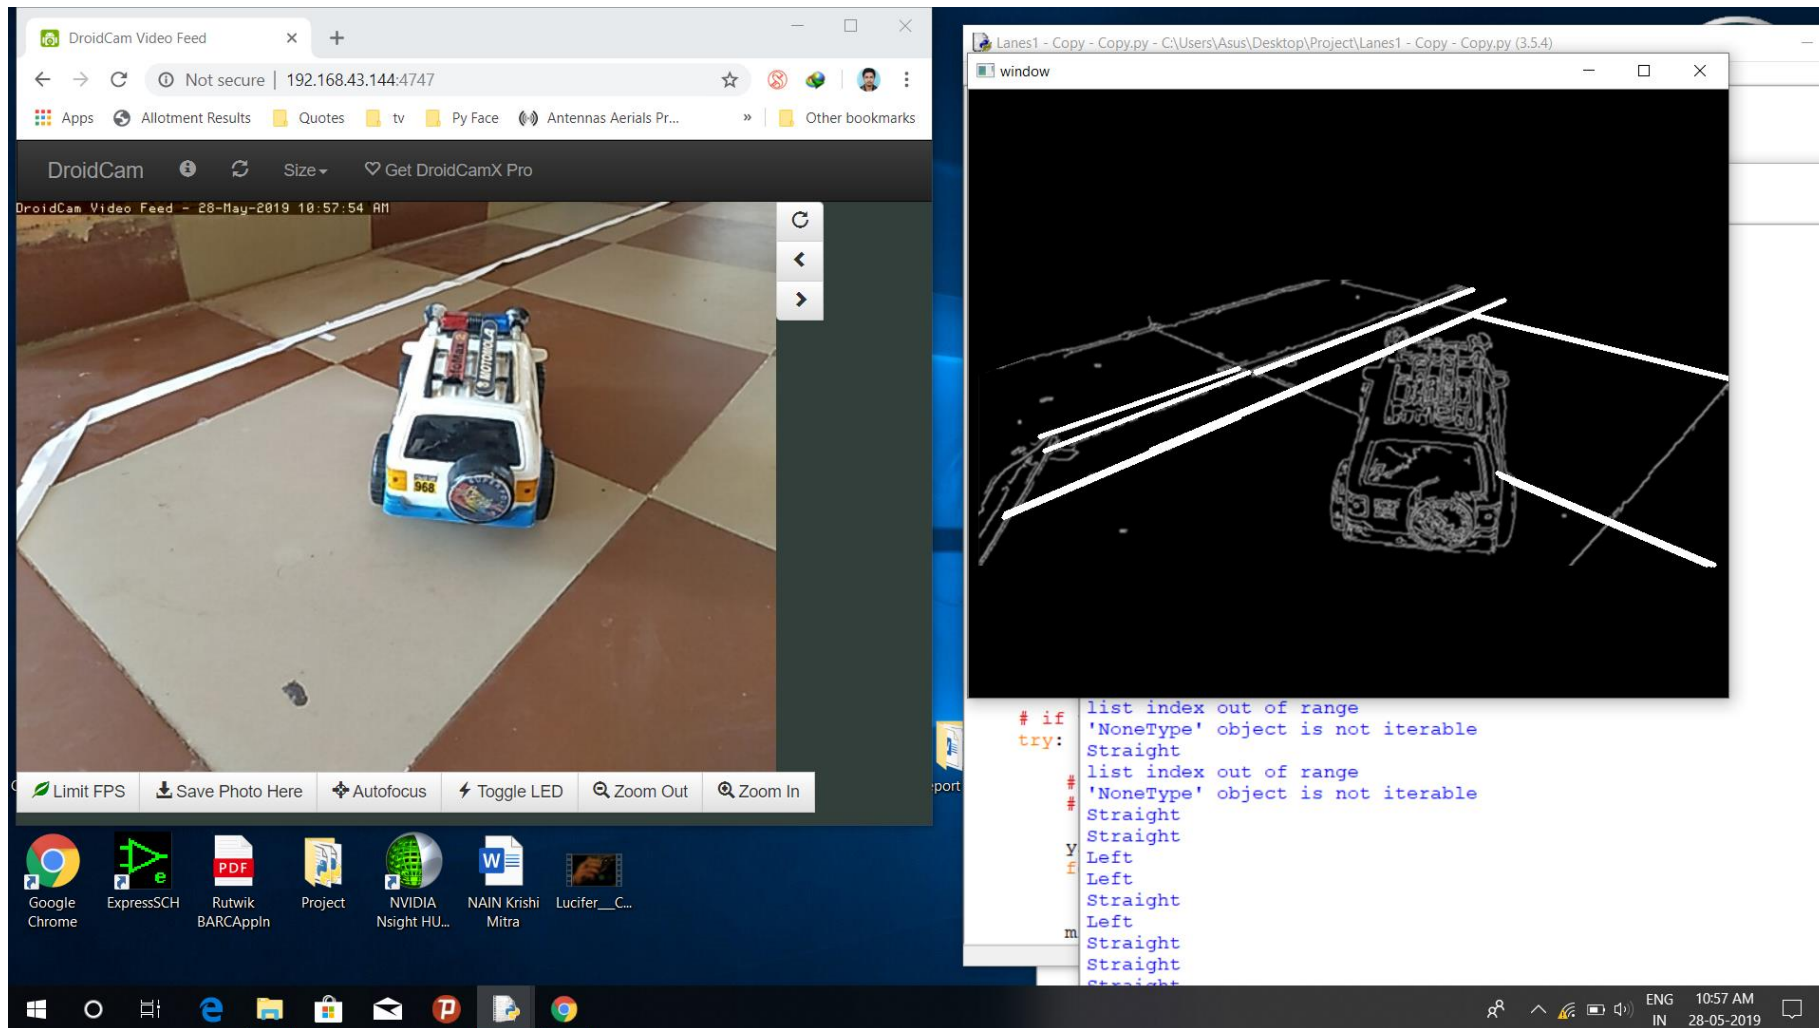 DroidCam Video Feed
Not secure | 192.168.43.144:4747
Apps Allotment Results Quotes tv Py Face Antennas Aerials Pr... » Other bookmarks
DroidCam Size Get DroidCamX Pro
DroidCam Video Feed - 28-May-2019 10:57:54 AM
MoMax
MOTOROLA
968
Limit FPS Save Photo Here Autofocus Toggle LED Zoom Out Zoom In
Lanes1 - Copy - Copy.py - C:\Users\Asus\Desktop\Project\Lanes1 - Copy - Copy.py (3.5.4)
window
# if
try:
#
#
y
f
m
list index out of range
'NoneType' object is not iterable
Straight
list index out of range
'NoneType' object is not iterable
Straight
Straight
Left
Left
Straight
Left
Straight
Straight
Straight
port
Google Chrome
ExpressSCH
Rutwik BARCAppln
Project
NVIDIA Nsight HU...
NAIN Krishi Mitra
Lucifer__C...
PDF
W
ENG
IN
10:57 AM
28-05-2019